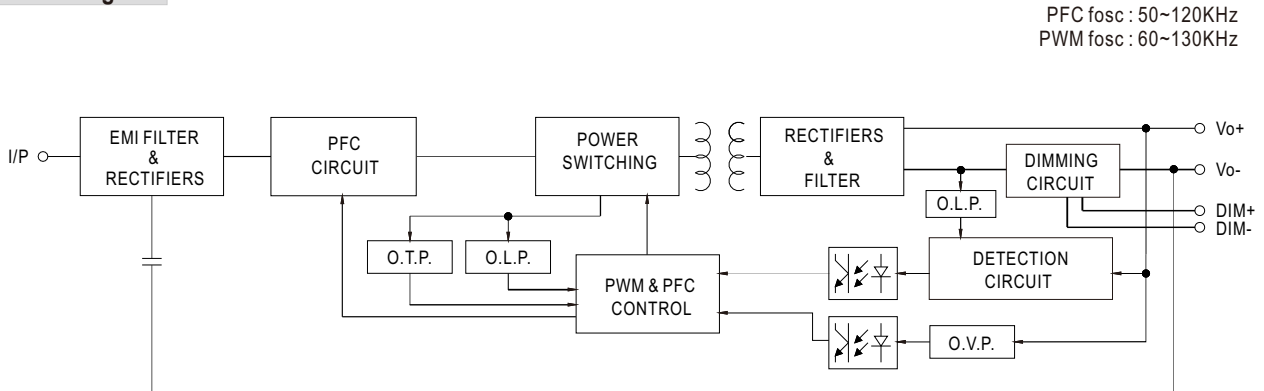 PFC fosc : 50~120KHz
PWM fosc : 60~130KHz
EMI FILTER
&
RECTIFIERS
PFC
CIRCUIT
POWER
SWITCHING
RECTIFIERS
&
FILTER
DIMMING
CIRCUIT
I/P
Vo+
Vo-
DIM+
DIM-
O.L.P.
O.T.P.
O.L.P.
PWM & PFC
CONTROL
DETECTION
CIRCUIT
O.V.P.